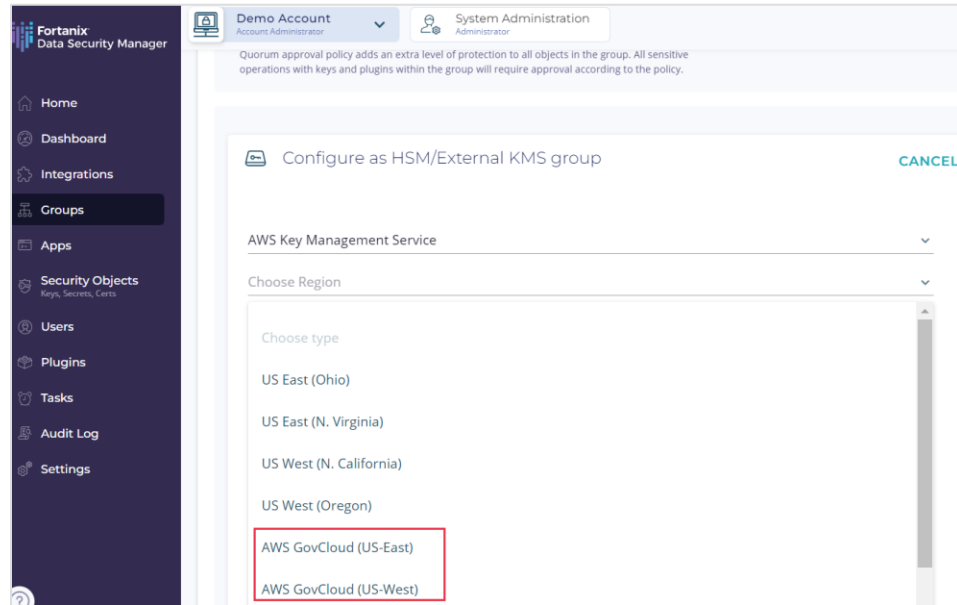 Fortanix
Data Security Manager
Demo Account
Account Administrator
System Administration
Administrator
Quorum approval policy adds an extra level of protection to all objects in the group. All sensitive
operations with keys and plugins within the group will require approval according to the policy.
Home
Dashboard
Integrations
Groups
Apps
Security Objects
Keys, Secrets, Certs
Users
Plugins
Tasks
Audit Log
Settings
?
Configure as HSM/External KMS group
CANCEL
AWS Key Management Service
Choose Region
Choose type
US East (Ohio)
US East (N. Virginia)
US West (N. California)
US West (Oregon)
AWS GovCloud (US-East)
AWS GovCloud (US-West)